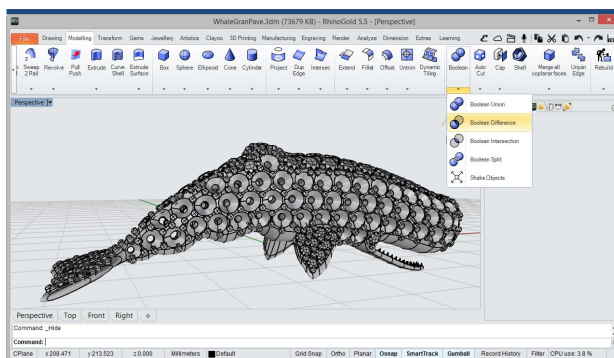 WhaleGranPave.3dm (73679 KB) - RhinoGold 5.5 - [Perspective]
File Drawing Modelling Transform Gems Jewellery Artistica Clayoo 3D Printing Manufacturing Engraving Render Analyze Dimension Extras Learning
Sweep 2 Rail Revolve Pull Push Extrude Curve Shell Extrude Surface Box Sphere Ellipsoid Cone Cylinder Project Dup Edge Intersec Extend Fillet Offset Untrim Dynamic Tiling Boolean Auto Cut Cap Shell Merge all coplanar faces Unjoin Edge Rebuild
Perspective
Boolean Union
Boolean Difference
Boolean Intersection
Boolean Split
Shake Objects
Perspective Top Front Right
Command: _Hide
Command:
CPlane x 208.471 y 213.523 z 0.000 Millimeters Default Grid Snap Ortho Planar Osnap SmartTrack Gumball Record History Filter CPU use: 3.8 %